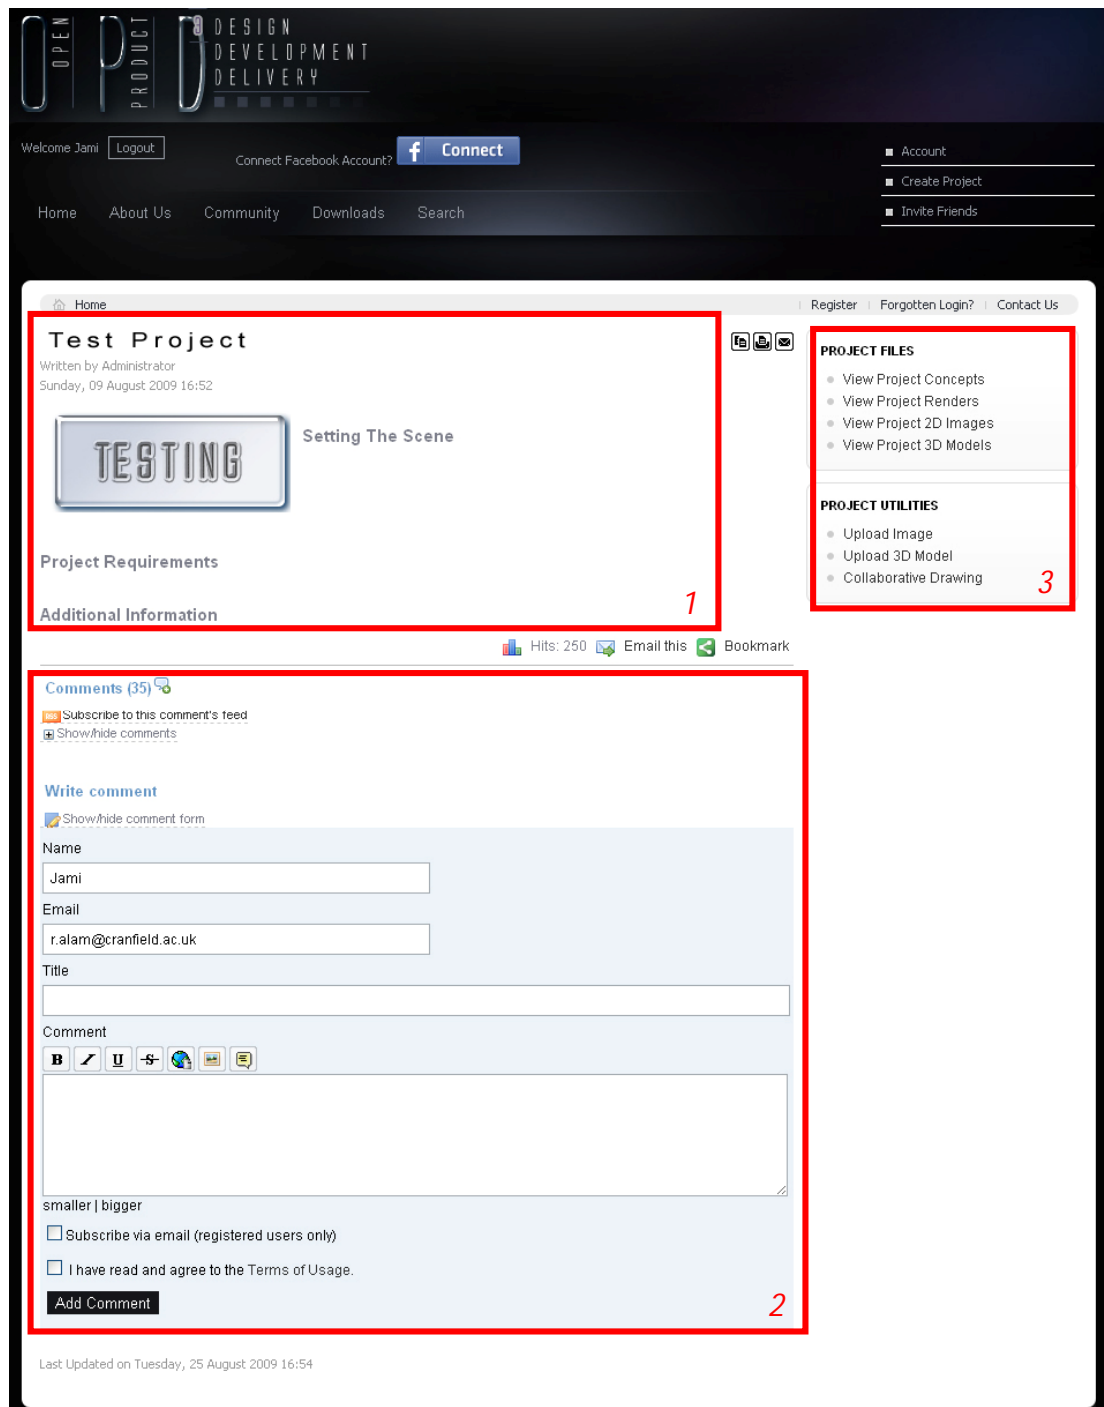 OPEN
PRODUCT
3
DESIGN
DEVELOPMENT
DELIVERY
Welcome Jami Logout
Connect Facebook Account? f Connect
Account
Create Project
Invite Friends
Home About Us Community Downloads Search
Home
Register Forgotten Login? Contact Us
Test Project
Written by Administrator
Sunday, 09 August 2009 16:52
TESTING
Setting The Scene
Project Requirements
Additional Information
1
PROJECT FILES
View Project Concepts
View Project Renders
View Project 2D Images
View Project 3D Models
PROJECT UTILITIES
Upload Image
Upload 3D Model
Collaborative Drawing
3
Hits: 250 Email this Bookmark
Comments (35)
RSS Subscribe to this comment's feed
Show/hide comments
Write comment
Show/hide comment form
Name
Jami
Email
r.alam@cranfield.ac.uk
Title
Comment
B I U S
smaller | bigger
Subscribe via email (registered users only)
I have read and agree to the Terms of Usage.
Add Comment
2
Last Updated on Tuesday, 25 August 2009 16:54